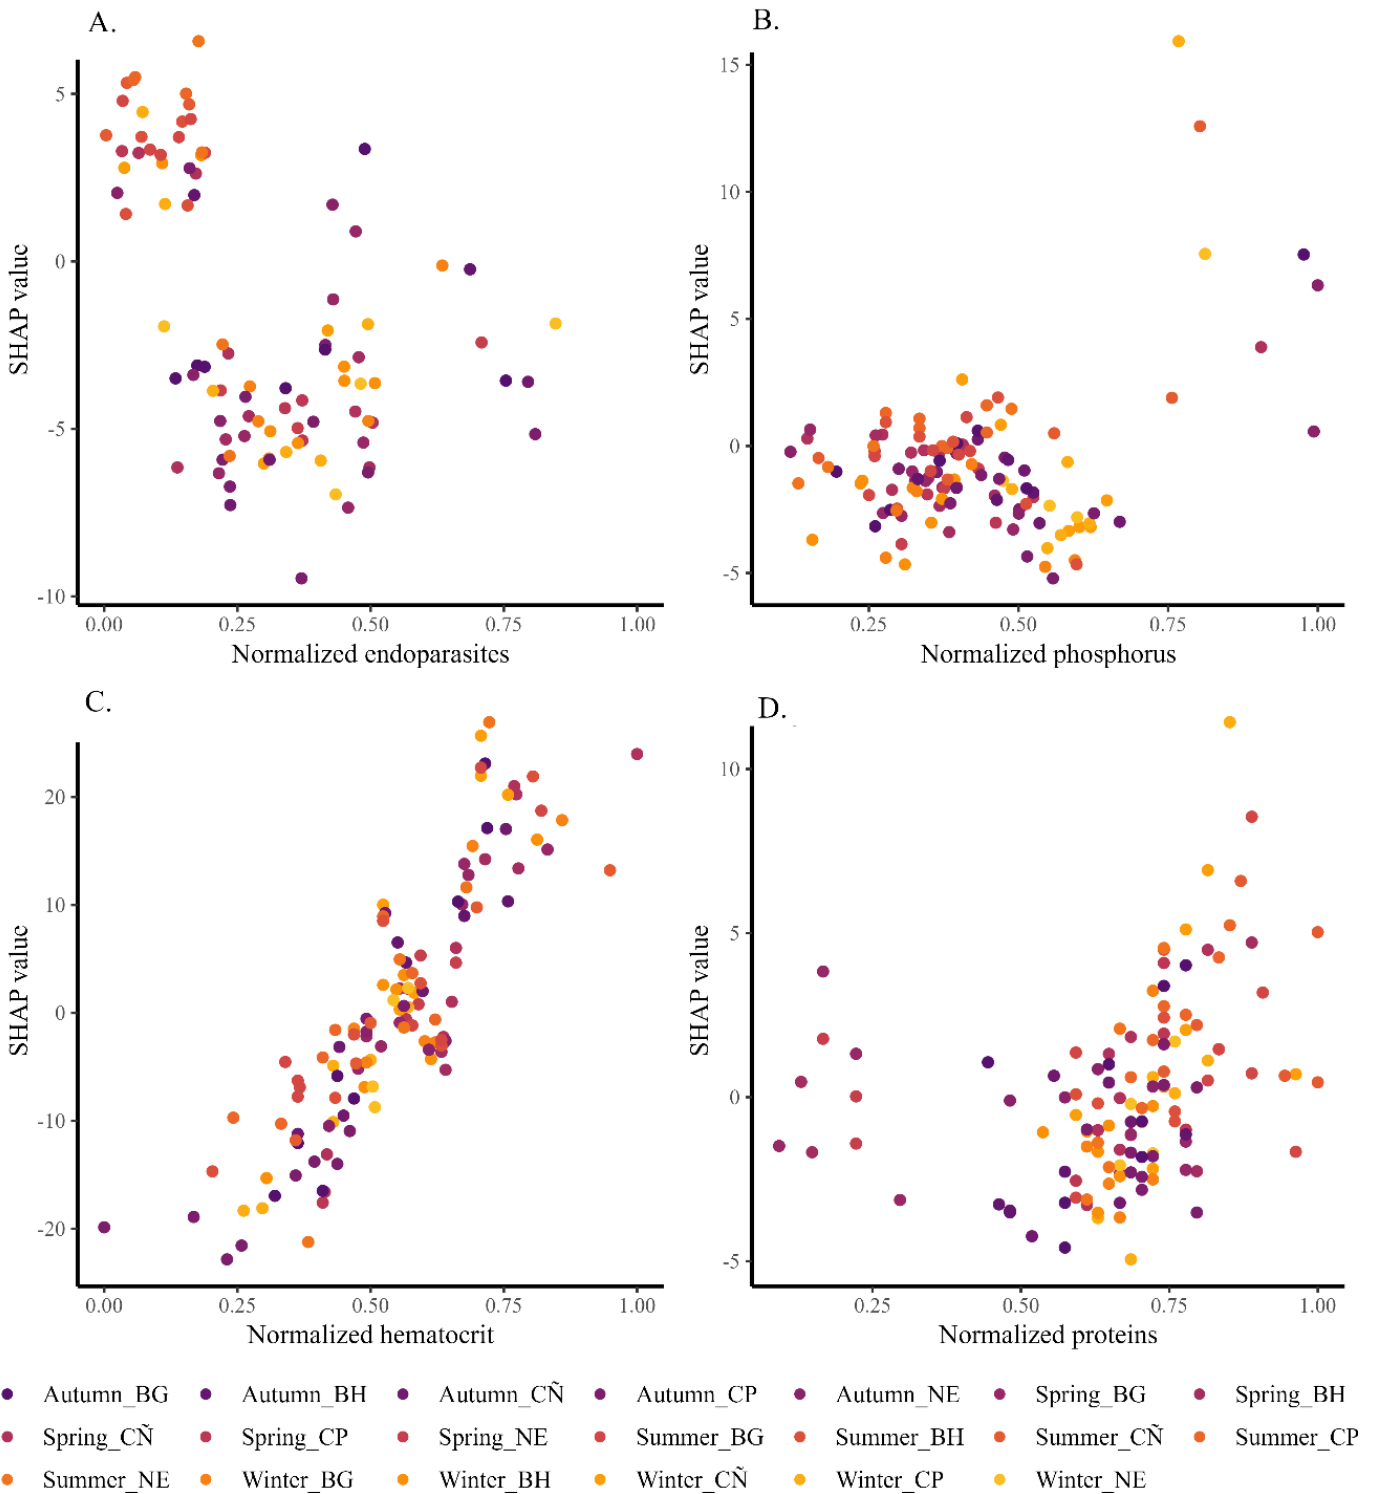 A.
B.
5
0
-5
-10
SHAP value
0.00 0.25 0.50 0.75 1.00
Normalized endoparasites
15
10
5
0
-5
SHAP value
0.25 0.50 0.75 1.00
Normalized phosphorus
C.
D.
20
10
0
-10
-20
SHAP value
0.00 0.25 0.50 0.75 1.00
Normalized hematocrit
10
5
0
-5
SHAP value
0.25 0.50 0.75 1.00
Normalized proteins
Autumn_BG Autumn_BH Autumn_CÑ Autumn_CP Autumn_NE Spring_BG Spring_BH
Spring_CÑ Spring_CP Spring_NE Summer_BG Summer_BH Summer_CÑ Summer_CP
Summer_NE Winter_BG Winter_BH Winter_CÑ Winter_CP Winter_NE